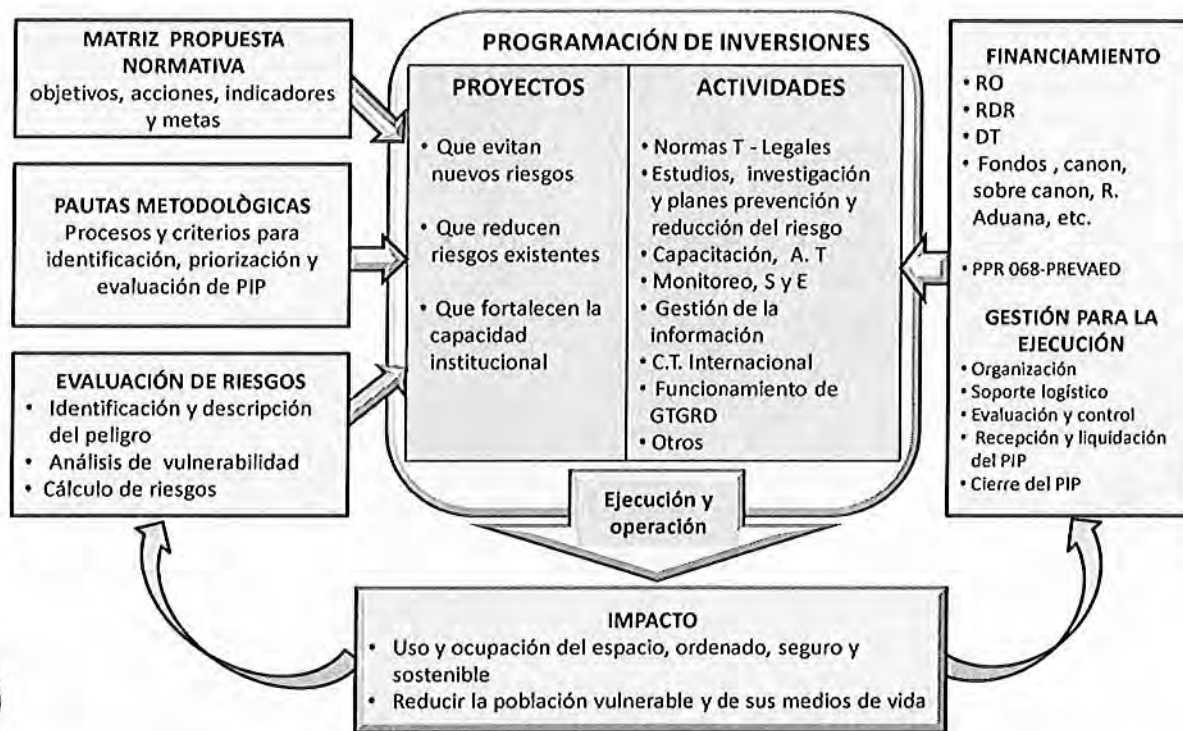 MATRIZ PROPUESTA
NORMATIVA
objetivos, acciones, indicadores
y metas
PAUTAS METODOLÒGICAS
Procesos y criterios para
identificación, priorización y
evaluación de PIP
EVALUACIÓN DE RIESGOS
• Identificación y descripción
del peligro
• Análisis de vulnerabilidad
• Cálculo de riesgos
PROGRAMACIÓN DE INVERSIONES
PROYECTOS
• Que evitan
nuevos riesgos
• Que reducen
riesgos existentes
• Que fortalecen la
capacidad
institucional
ACTIVIDADES
• Normas T - Legales
• Estudios, investigación
y planes prevención y
reducción del riesgo
• Capacitación, A. T
• Monitoreo, S y E
• Gestión de la
información
• C.T. Internacional
• Funcionamiento de
GTGRD
• Otros
FINANCIAMIENTO
• RO
• RDR
• DT
• Fondos , canon,
sobre canon, R.
Aduana, etc.
• PPR 068-PREVAED
GESTIÓN PARA LA
EJECUCIÓN
• Organización
• Soporte logístico
• Evaluación y control
• Recepción y liquidación
del PIP
• Cierre del PIP
Ejecución y
operación
IMPACTO
• Uso y ocupación del espacio, ordenado, seguro y
sostenible
• Reducir la población vulnerable y de sus medios de vida